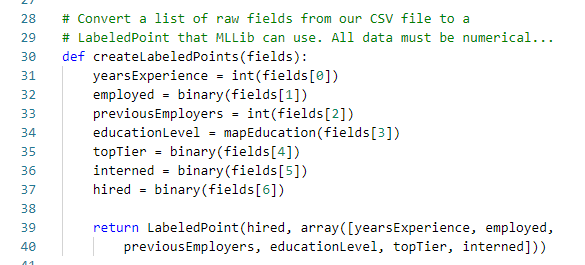 27
28 # Convert a list of raw fields from our CSV file to a
29 # LabeledPoint that MLLib can use. All data must be numerical...
30 def createLabeledPoints(fields):
31     yearsExperience = int(fields[0])
32     employed = binary(fields[1])
33     previousEmployers = int(fields[2])
34     educationLevel = mapEducation(fields[3])
35     topTier = binary(fields[4])
36     interned = binary(fields[5])
37     hired = binary(fields[6])
38
39     return LabeledPoint(hired, array([yearsExperience, employed,
40         previousEmployers, educationLevel, topTier, interned]))
41